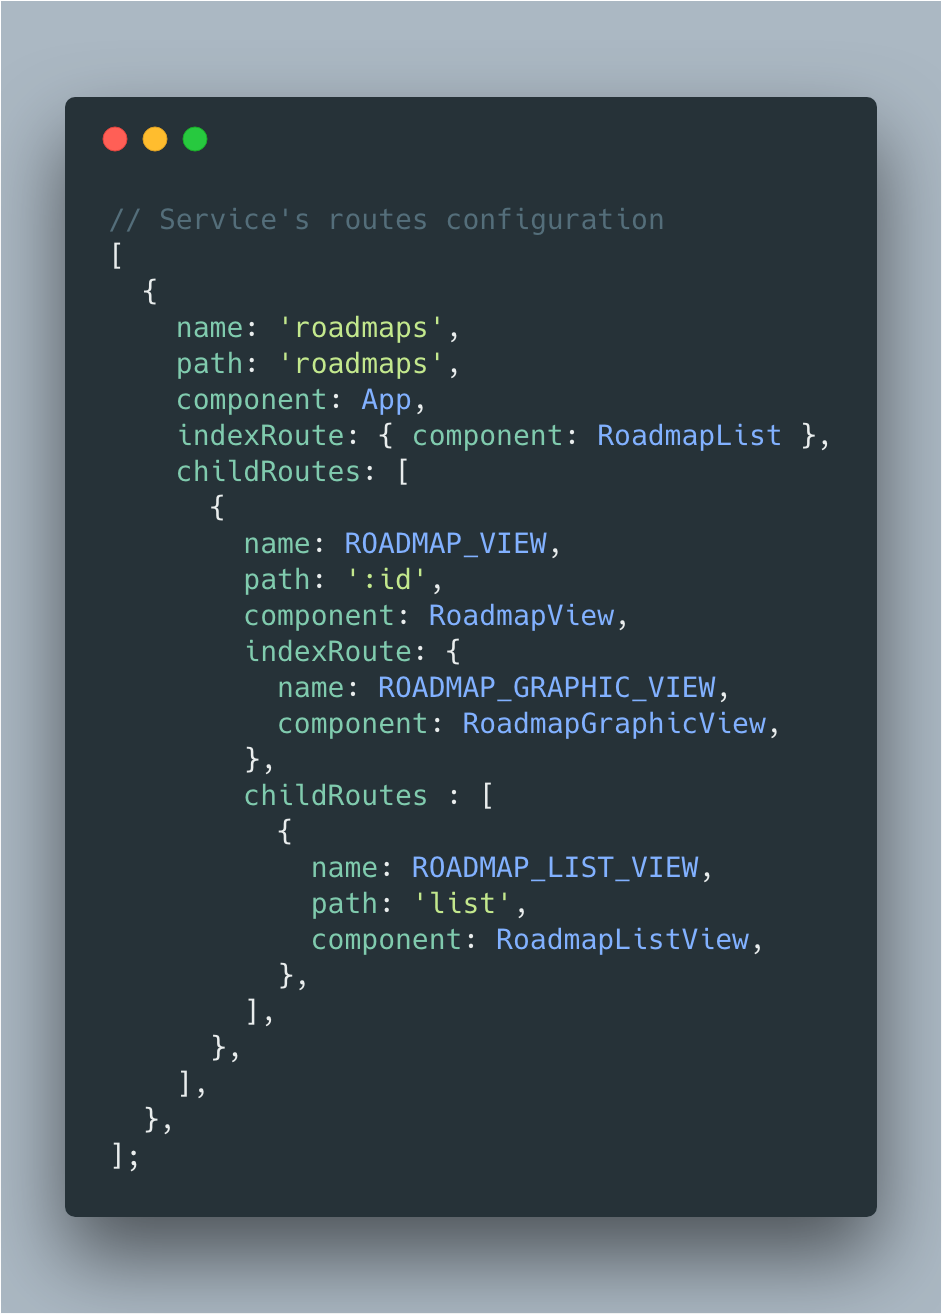 // Service's routes configuration
[
  {
    name: 'roadmaps',
    path: 'roadmaps',
    component: App,
    indexRoute: { component: RoadmapList },
    childRoutes: [
      {
        name: ROADMAP_VIEW,
        path: ':id',
        component: RoadmapView,
        indexRoute: {
          name: ROADMAP_GRAPHIC_VIEW,
          component: RoadmapGraphicView,
        },
        childRoutes : [
          {
            name: ROADMAP_LIST_VIEW,
            path: 'list',
            component: RoadmapListView,
          },
        ],
      },
    ],
  },
];